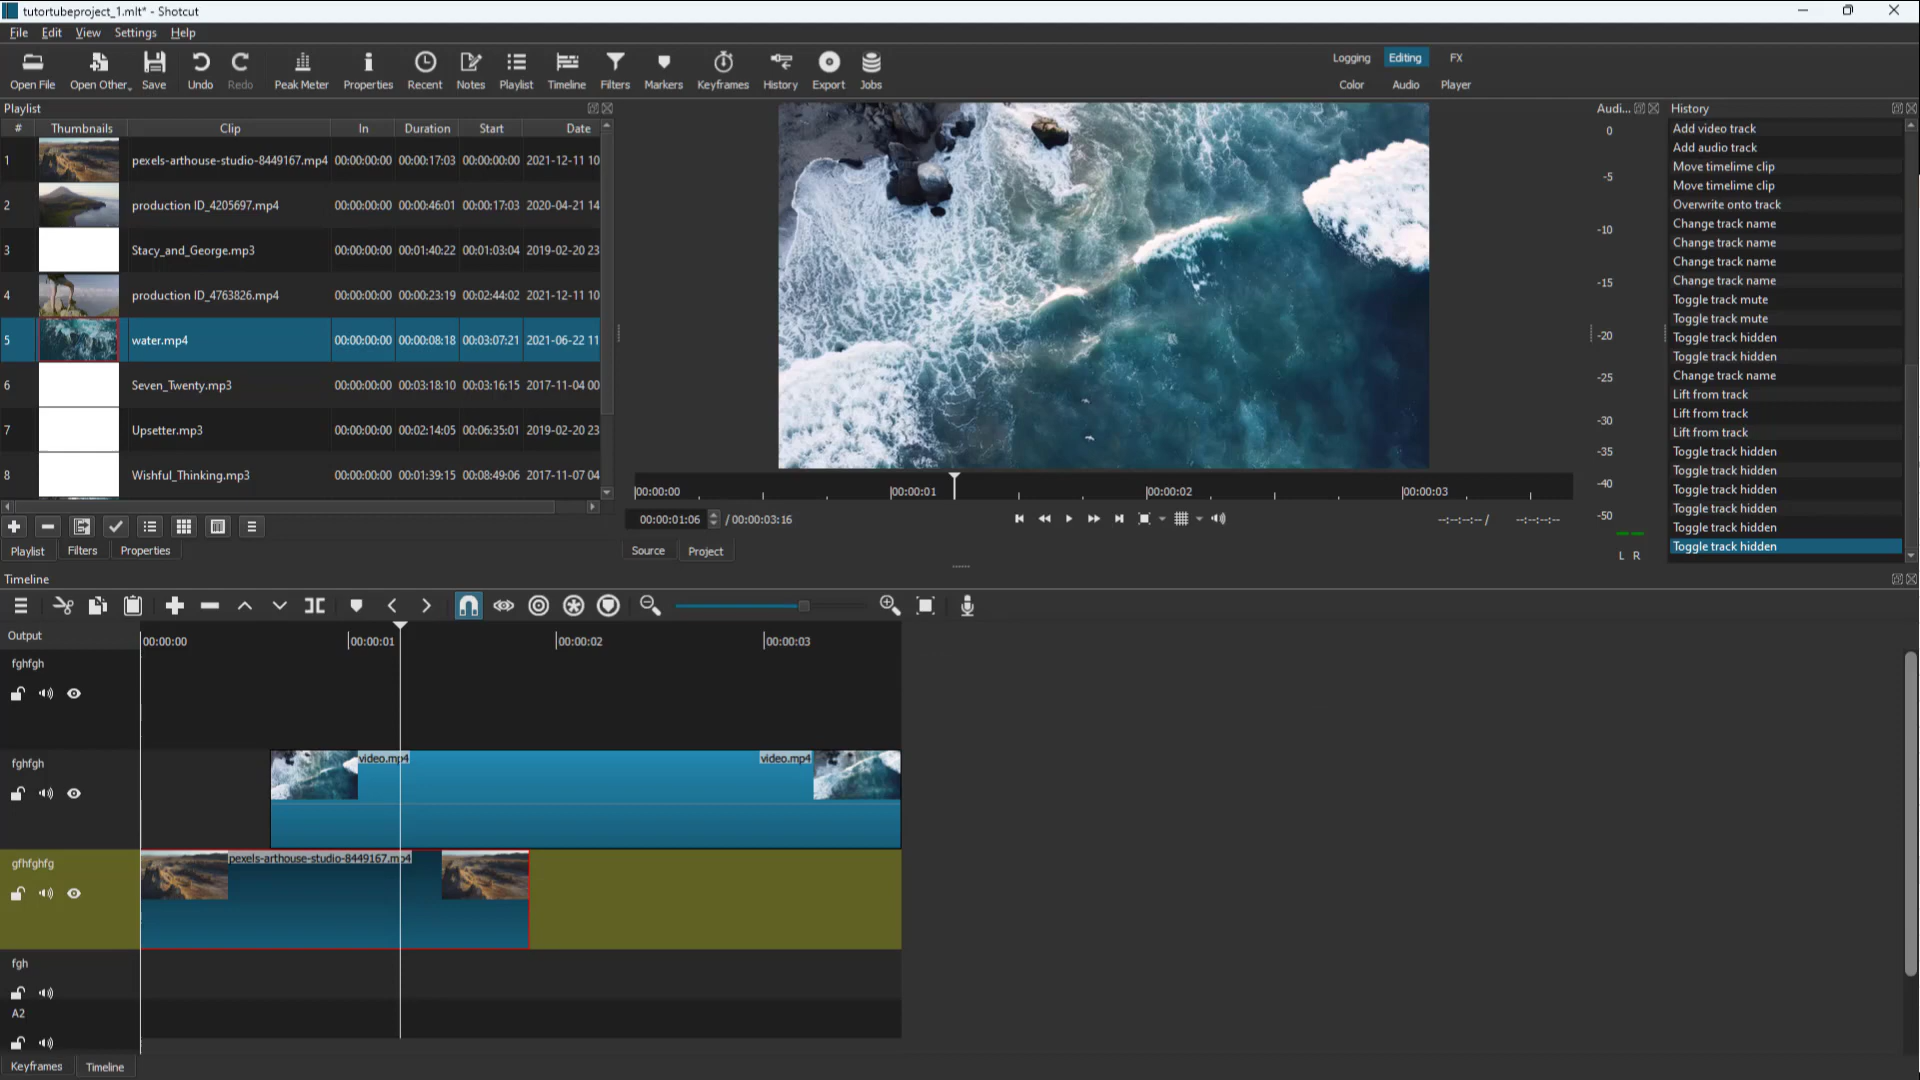 tutortubeproject_1.mlt* - Shotcut
File Edit View Settings Help
Open File Open Other... Save Undo Redo Peak Meter Properties Recent Notes Playlist Timeline Filters Markers Keyframes History Export Jobs
Logging Editing FX
Color Audio Player
Playlist
# Thumbnails Clip In Duration Start Date
1 pexels-arthouse-studio-8449167.mp4 00:00:00:00 00:00:17:03 00:00:00:00 2021-12-11 10
2 production ID_4205697.mp4 00:00:00:00 00:00:46:01 00:00:17:03 2020-04-21 14
3 Stacy_and_George.mp3 00:00:00:00 00:01:40:22 00:01:03:04 2019-02-20 23
4 production ID_4763826.mp4 00:00:00:00 00:00:23:19 00:02:44:02 2021-12-11 10
5 water.mp4 00:00:00:00 00:00:08:18 00:03:07:21 2021-06-22 11
6 Seven_Twenty.mp3 00:00:00:00 00:03:18:10 00:03:16:15 2017-11-04 00
7 Upsetter.mp3 00:00:00:00 00:02:14:05 00:06:35:01 2019-02-20 23
8 Wishful_Thinking.mp3 00:00:00:00 00:01:39:15 00:08:49:06 2017-11-07 04
Playlist Filters Properties
00:00:00 00:00:01 00:00:02 00:00:03
00:00:01:06 / 00:00:03:16
--:--:--:-- / --:--:--:--
Source Project
Audi...
0
-5
-10
-15
-20
-25
-30
-35
-40
-50
L R
History
Add video track
Add audio track
Move timelime clip
Move timelime clip
Overwrite onto track
Change track name
Change track name
Change track name
Change track name
Toggle track mute
Toggle track mute
Toggle track hidden
Toggle track hidden
Change track name
Lift from track
Lift from track
Lift from track
Toggle track hidden
Toggle track hidden
Toggle track hidden
Toggle track hidden
Toggle track hidden
Toggle track hidden
Timeline
Output
00:00:00 00:00:01 00:00:02 00:00:03
fghfgh
fghfgh
video.mp4 video.mp4
gfhfghfg
pexels-arthouse-studio-8449167.mp4
fgh
A2
Keyframes Timeline